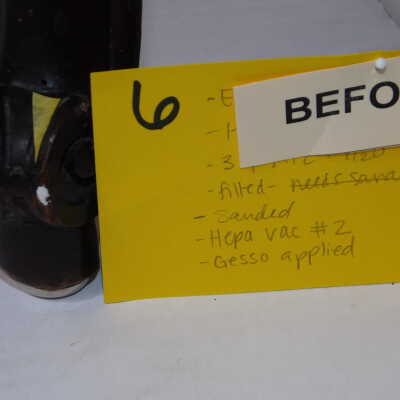 6
BEFO
- E
- H
- filled - needs sand
- Sanded
- Hepa vac #2
- Gesso applied